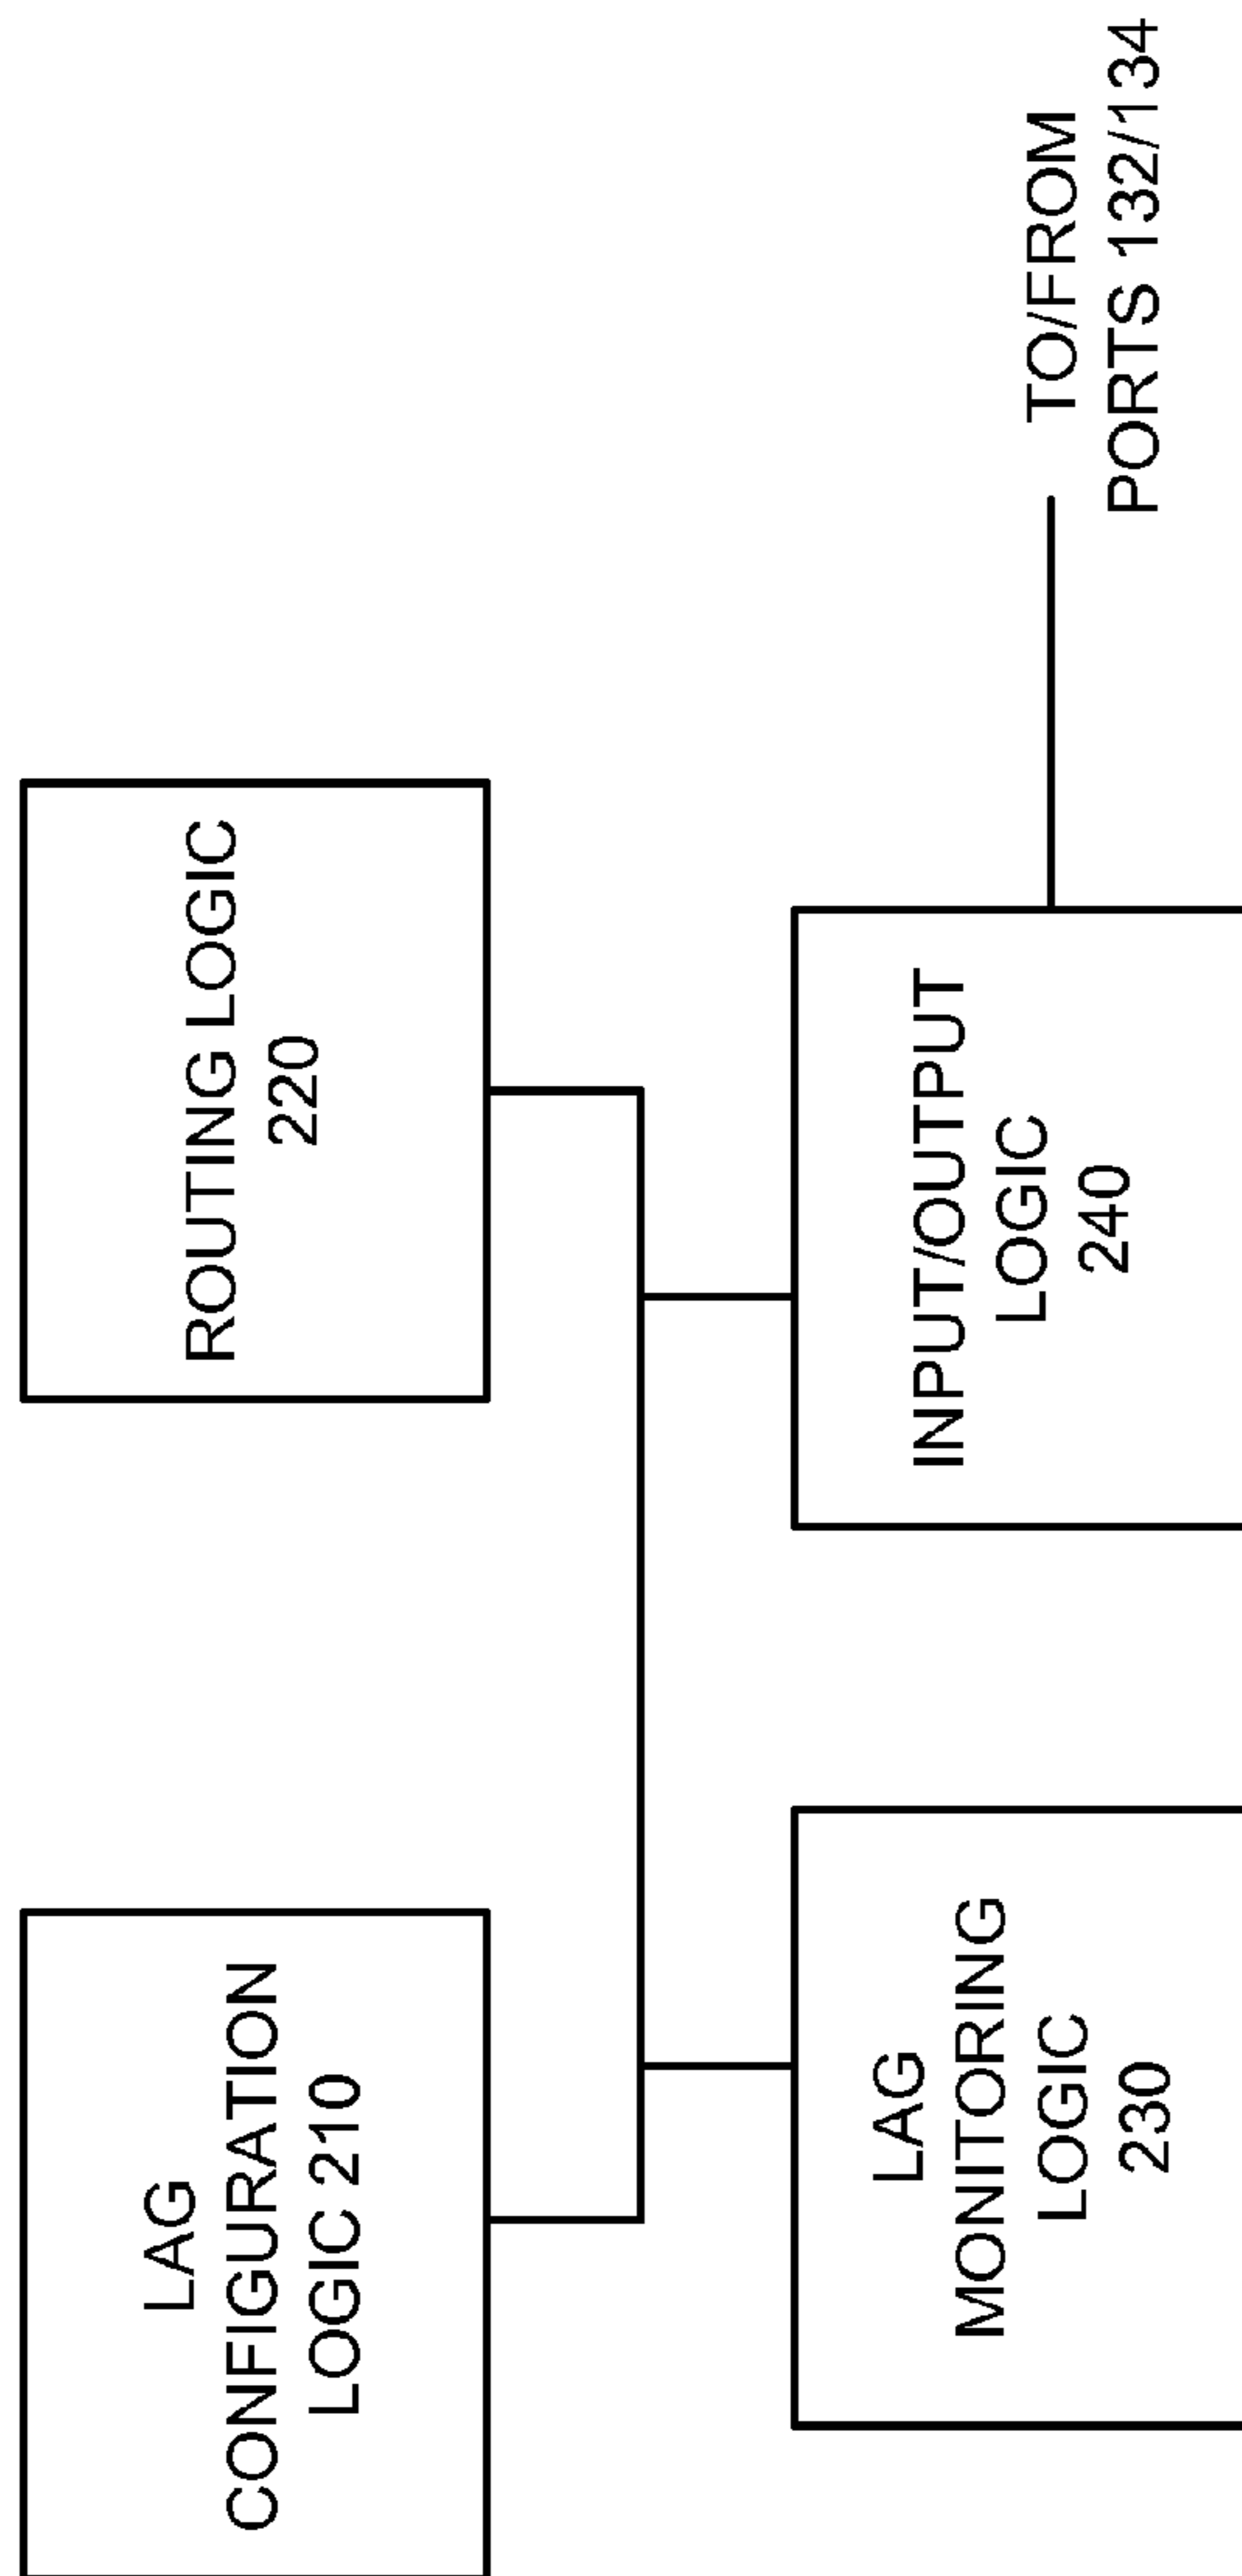 LAG
CONFIGURATION
LOGIC 210
ROUTING LOGIC
220
LAG
MONITORING
LOGIC
230
INPUT/OUTPUT
LOGIC
240
TO/FROM
PORTS 132/134